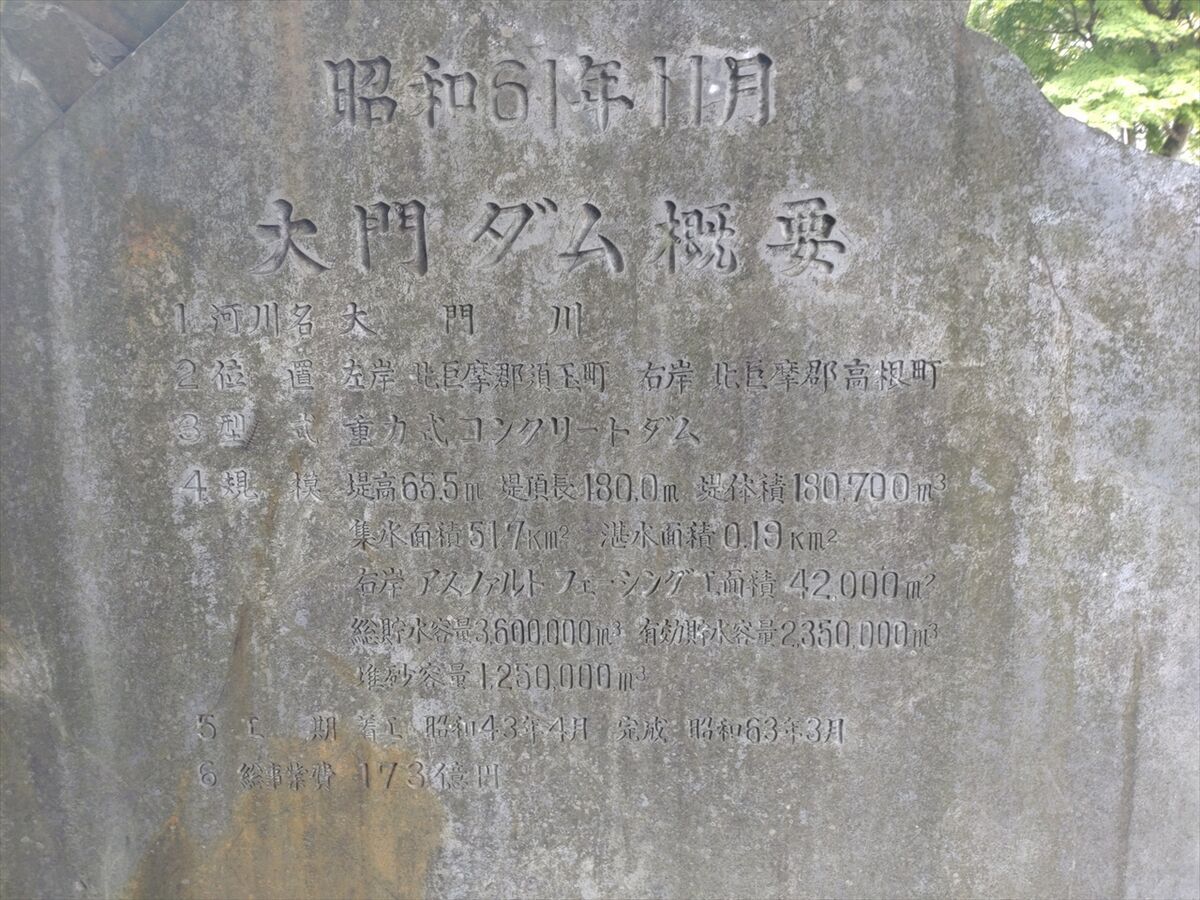 昭和61年11月
大門ダム概要
1 河川名 大門川
2 位置 左岸 北巨摩郡須玉町 右岸 北巨摩郡高根町
3 型式 重力式コンクリートダム
4 規模 堤高65.5m 堤頂長180.0m 堤体積180,700m³
集水面積51.7Km² 湛水面積0.19Km²
右岸 アスファルトフェーシング工面積 42,000m²
総貯水容量3,600,000m³ 有効貯水容量2,350,000m³
堆砂容量1,250,000m³
5 工期 着工 昭和43年4月 完成 昭和63年3月
6 総事業費 173億円